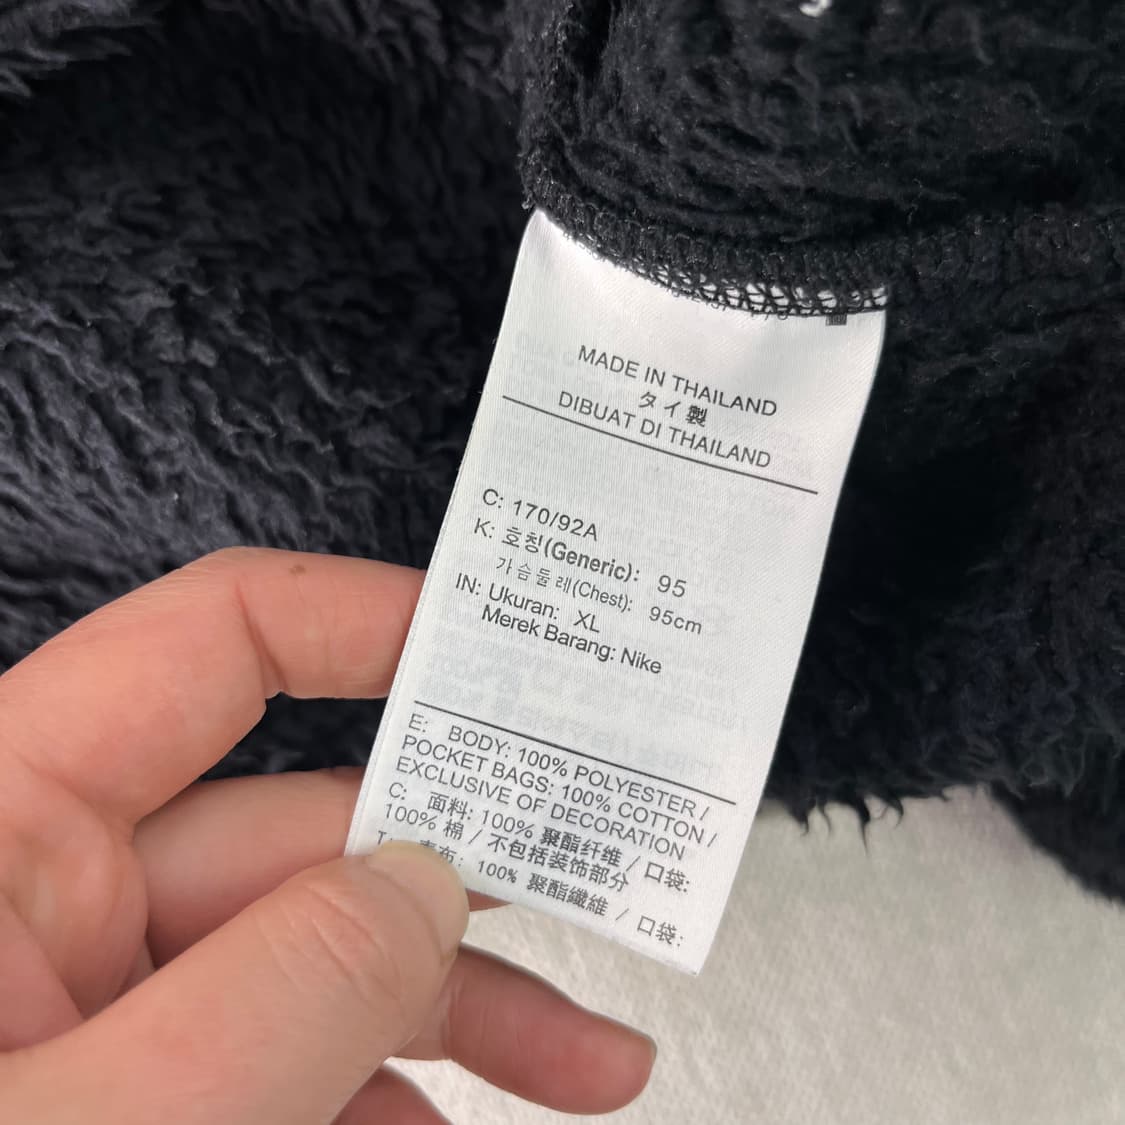 MADE IN THAILAND
タイ製
DIBUAT DI THAILAND
C: 170/92A
K: 호칭(Generic): 95
가슴둘레(Chest): 95cm
IN: Ukuran: XL
Merek Barang: Nike
E: BODY: 100% POLYESTER /
POCKET BAGS: 100% COTTON /
EXCLUSIVE OF DECORATION
C: 面料: 100% 聚酯纤维 / 口袋:
100% 棉 / 不包括装饰部分
表布: 100% 聚酯纖維 / 口袋: